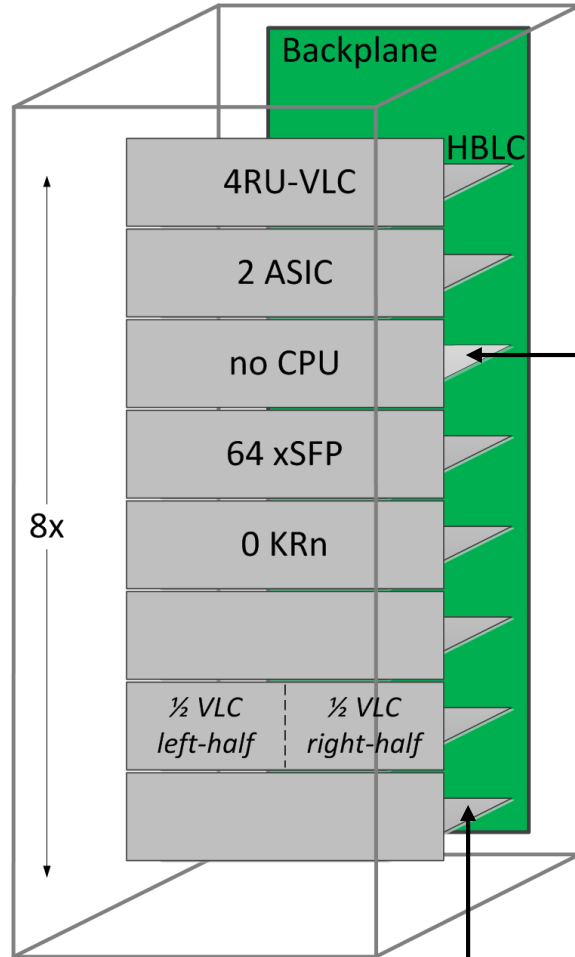 Backplane
HBLC
4RU-VLC
2 ASIC
no CPU
64 xSFP
8x
0 KRn
½ VLC
left-half
½ VLC
right-half